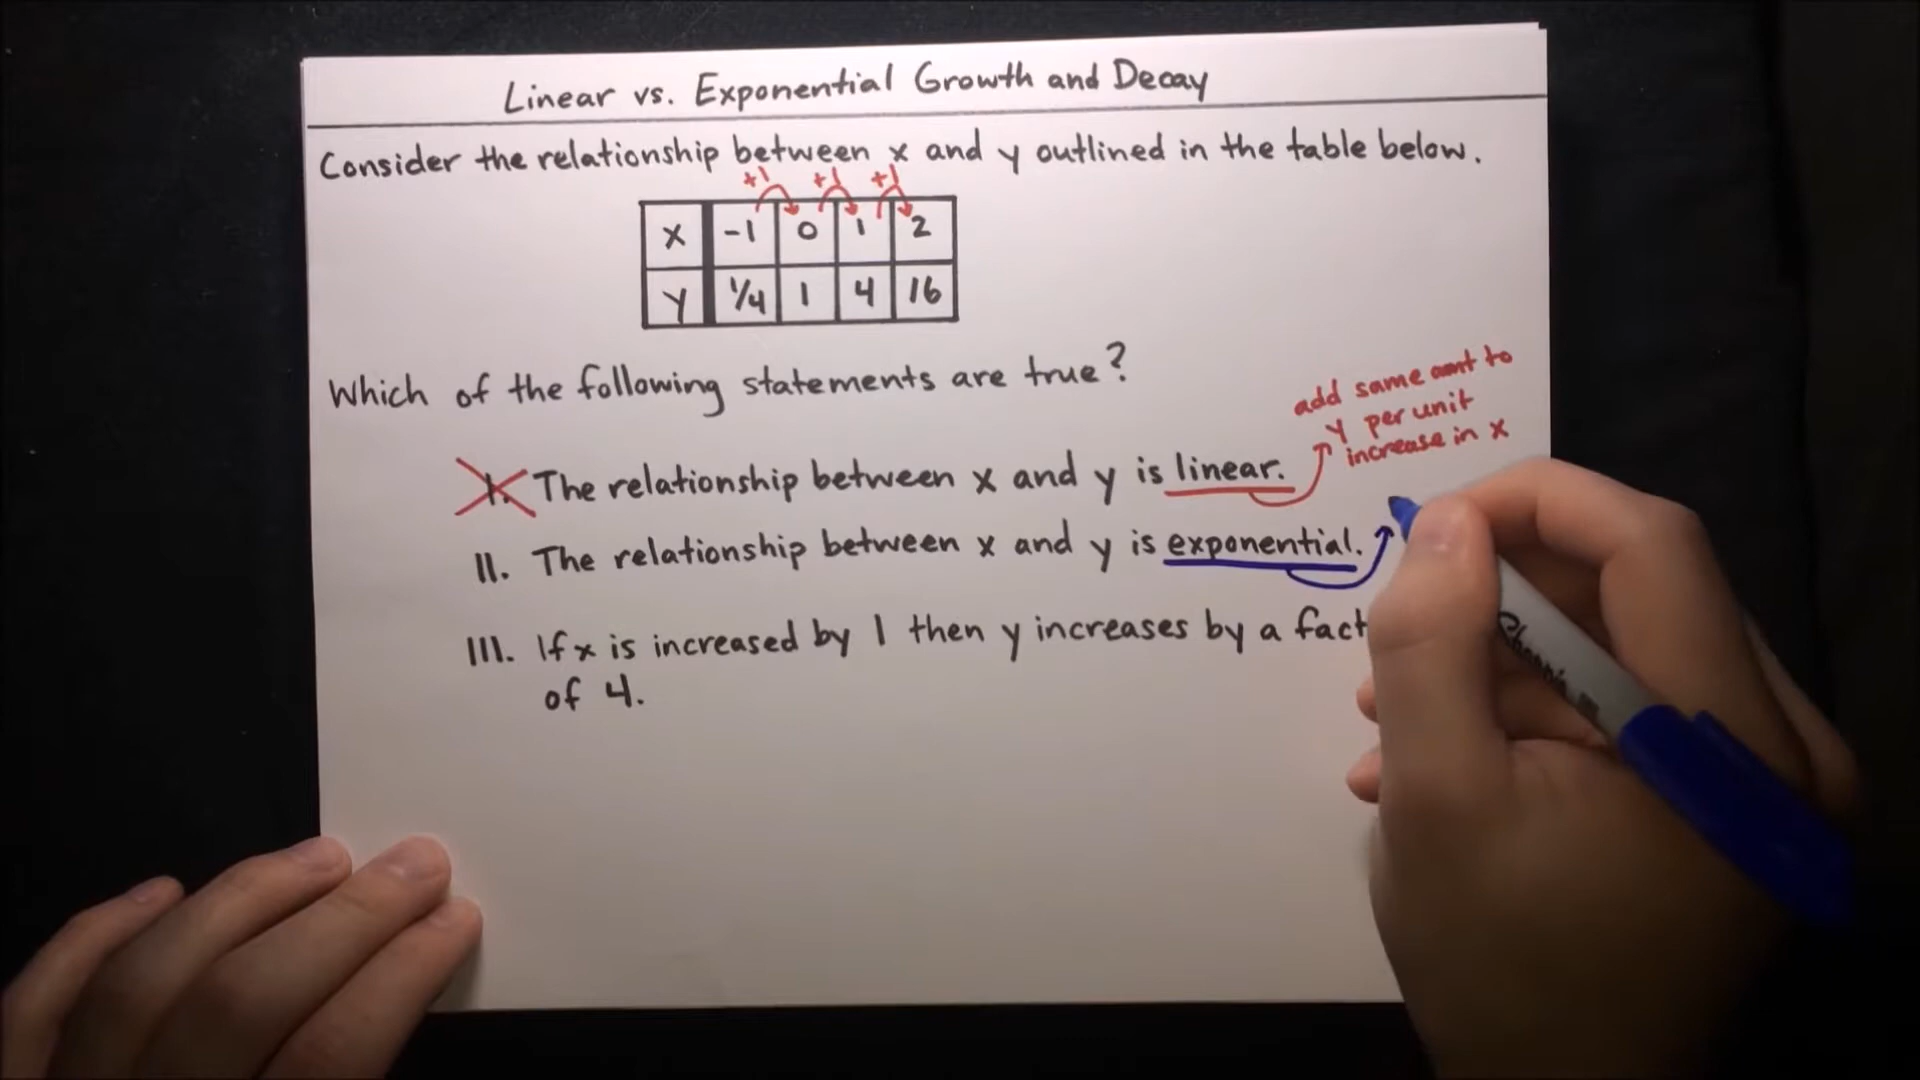 Linear vs. Exponential Growth and Decay
Consider the relationship between x and y outlined in the table below.
+1 +1 +1
X -1 0 1 2
Y 1/4 1 4 16
Which of the following statements are true?
add same amt to
Y per unit
increase in x
I. The relationship between x and y is linear.
II. The relationship between x and y is exponential.
III. If x is increased by 1 then y increases by a fact
of 4.
Sharpie